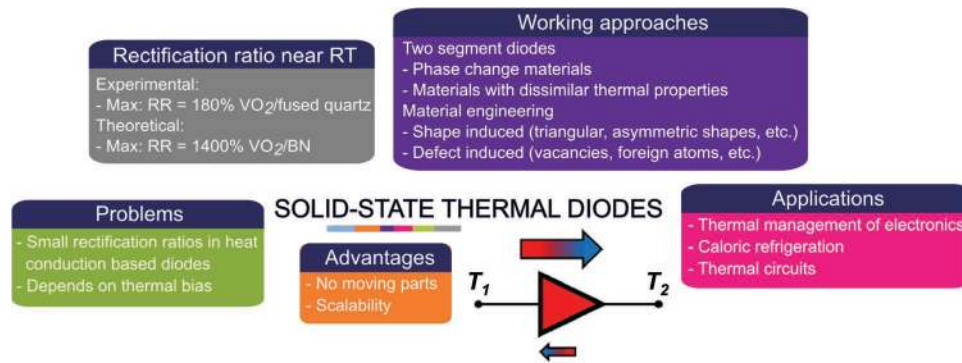 Rectification ratio near RT
Experimental:
- Max: RR = 180% VO2/fused quartz
Theoretical:
- Max: RR = 1400% VO2/BN
Working approaches
Two segment diodes
- Phase change materials
- Materials with dissimilar thermal properties
Material engineering
- Shape induced (triangular, asymmetric shapes, etc.)
- Defect induced (vacancies, foreign atoms, etc.)
Problems
- Small rectification ratios in heat
conduction based diodes
- Depends on thermal bias
SOLID-STATE THERMAL DIODES
Advantages
- No moving parts
- Scalability
T1
T2
Applications
- Thermal management of electronics
- Caloric refrigeration
- Thermal circuits